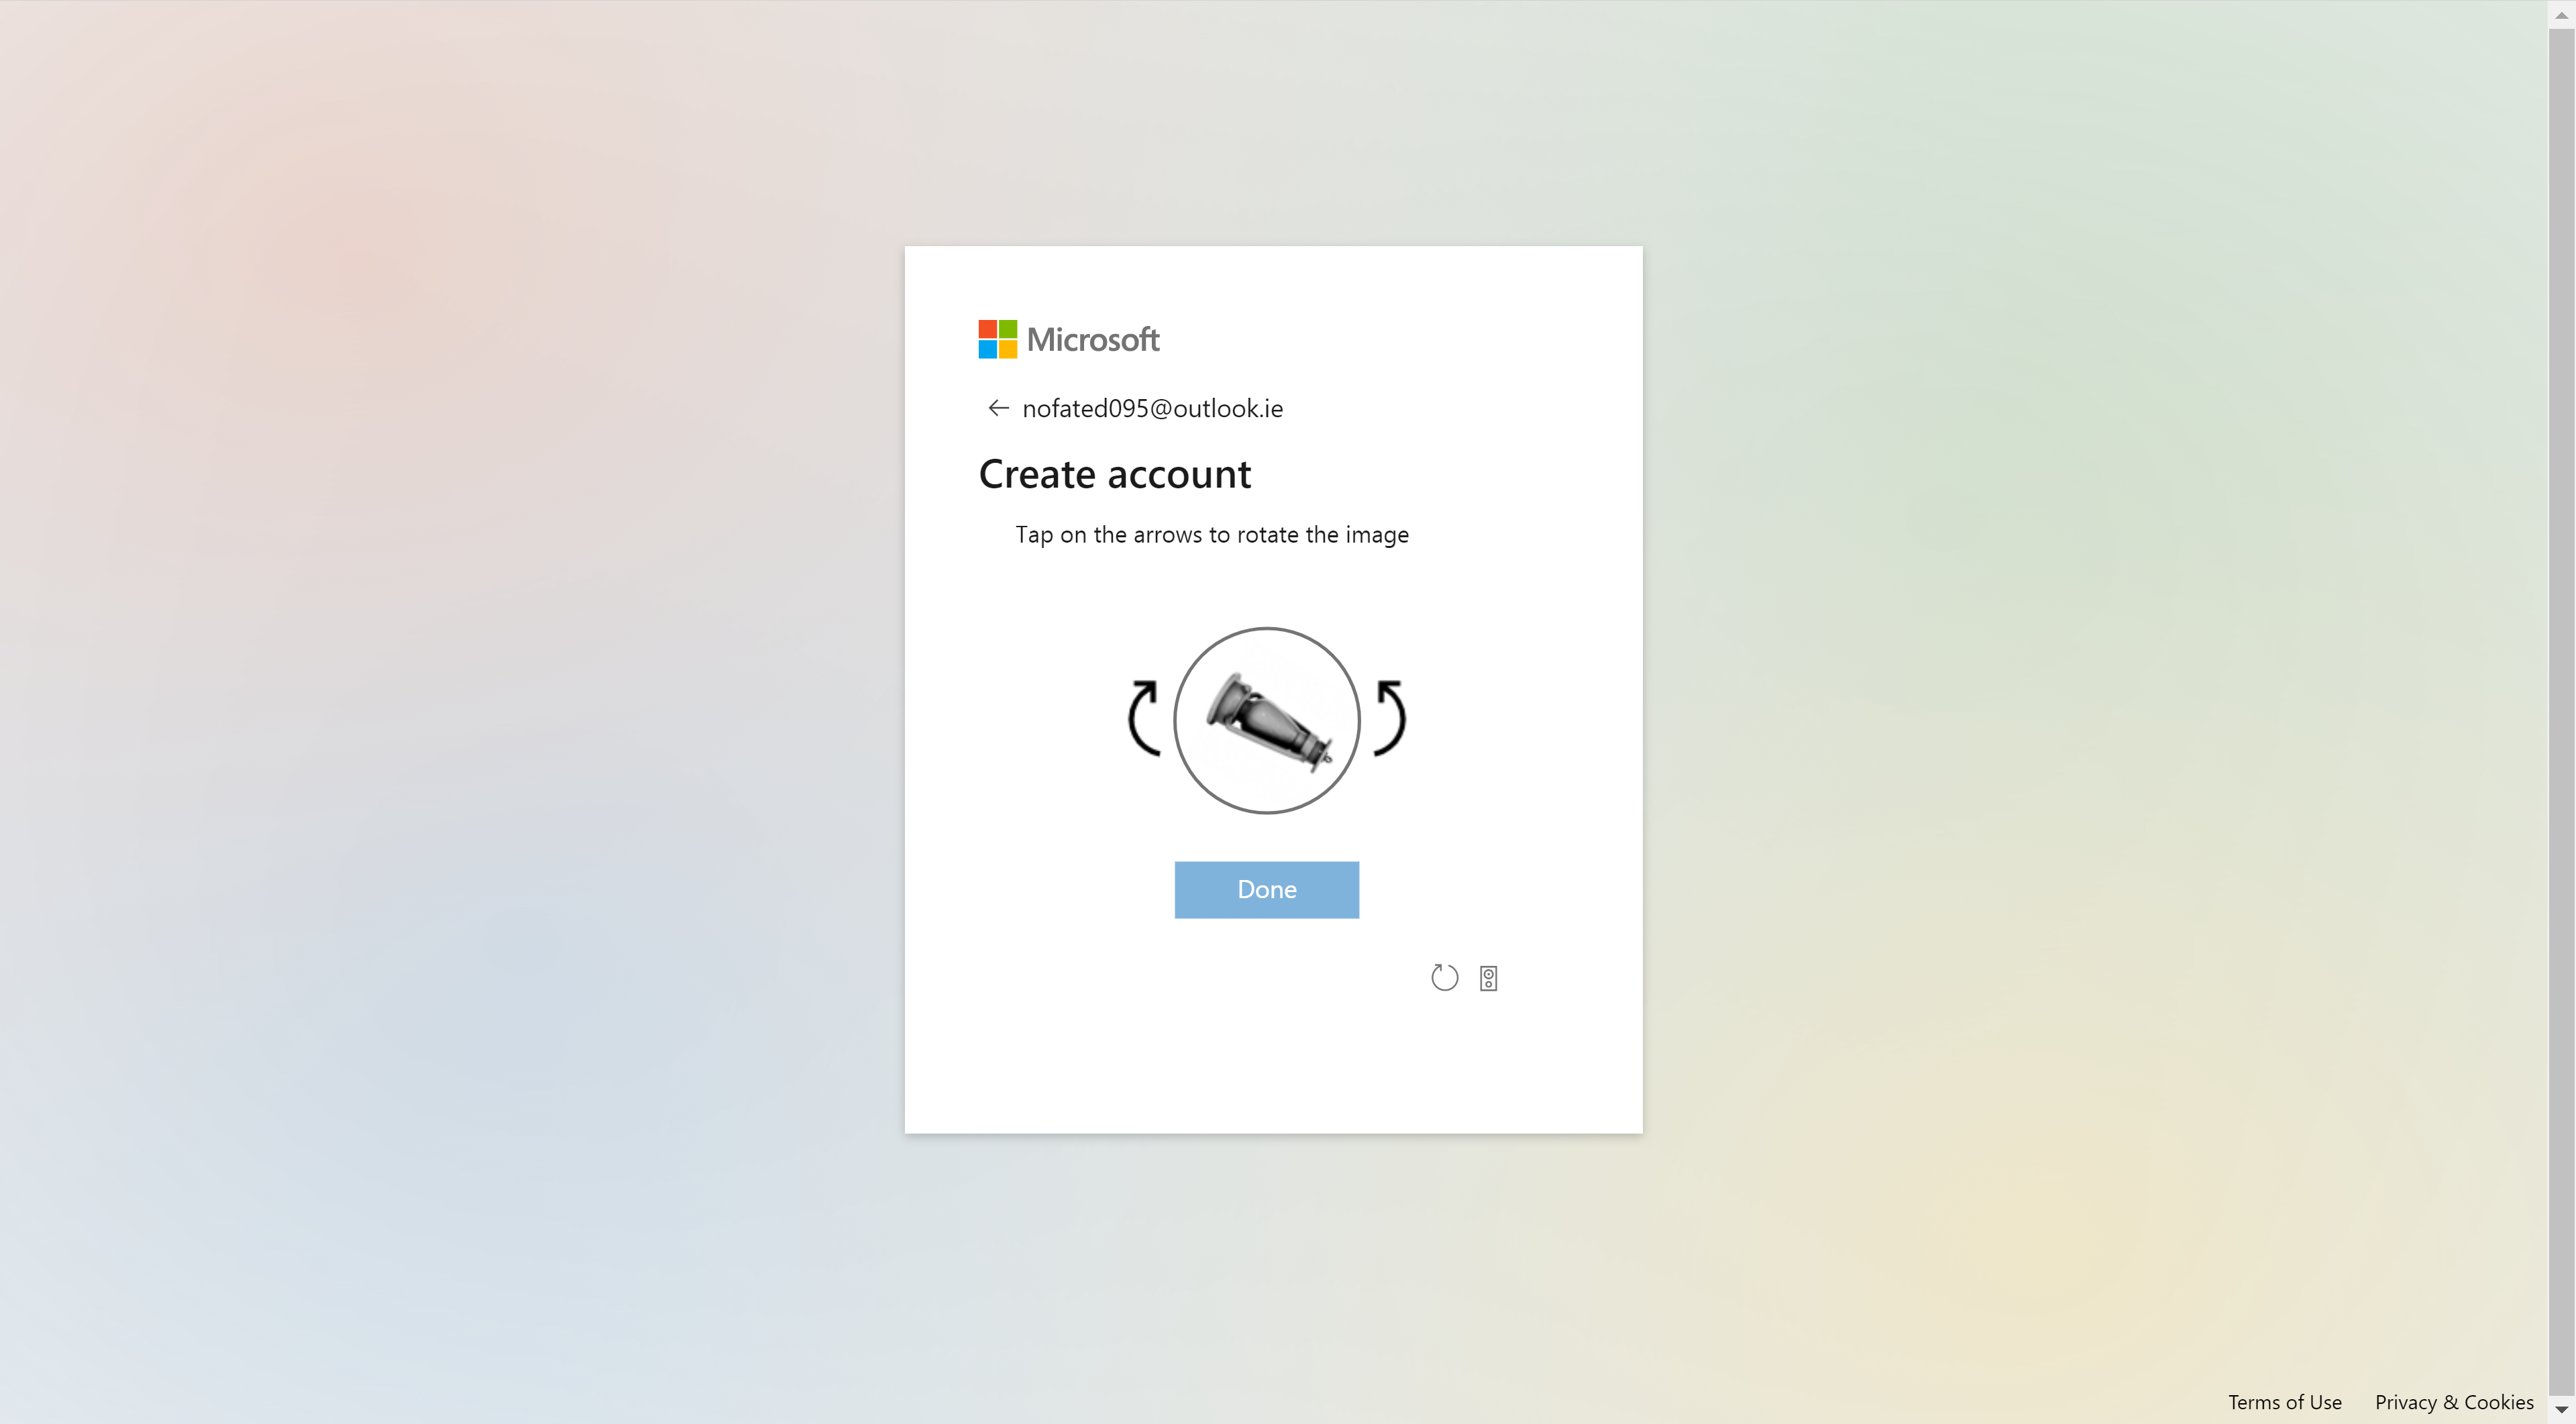 Microsoft
nofated095@outlook.ie
Create account
Tap on the arrows to rotate the image
Done
Terms of Use
Privacy & Cookies